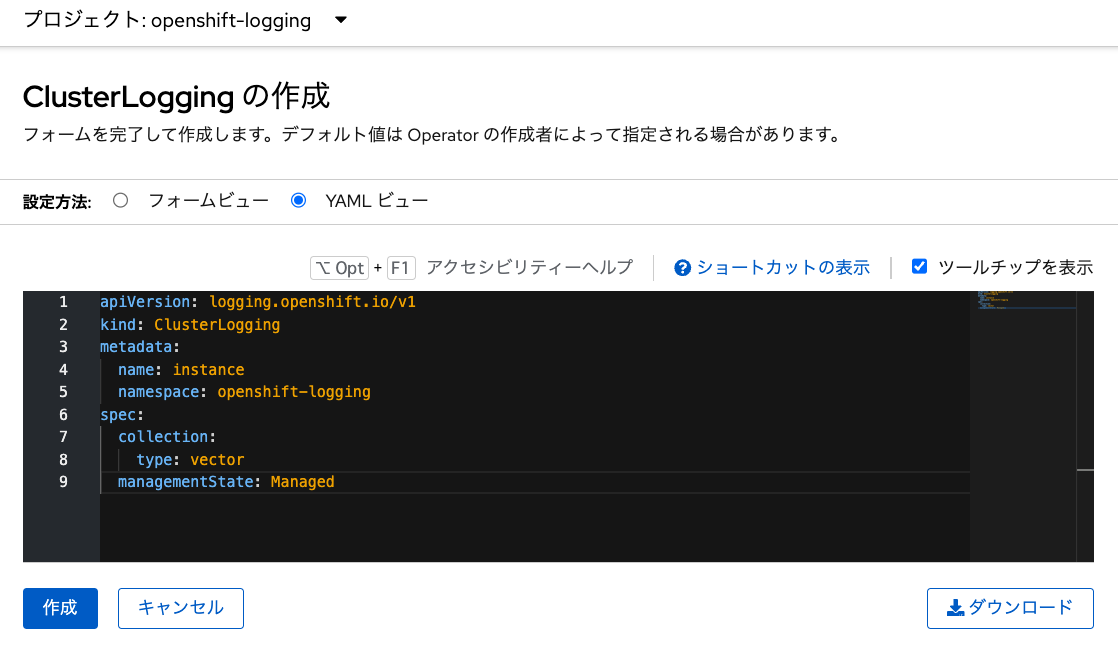 プロジェクト: openshift-logging
ClusterLogging の作成
フォームを完了して作成します。デフォルト値は Operator の作成者によって指定される場合があります。
設定方法: フォームビュー YAML ビュー
⌥ Opt + F1 アクセシビリティーヘルプ ショートカットの表示 ツールチップを表示
1 apiVersion: logging.openshift.io/v1
2 kind: ClusterLogging
3 metadata:
4 name: instance
5 namespace: openshift-logging
6 spec:
7 collection:
8 type: vector
9 managementState: Managed
作成 キャンセル ダウンロード